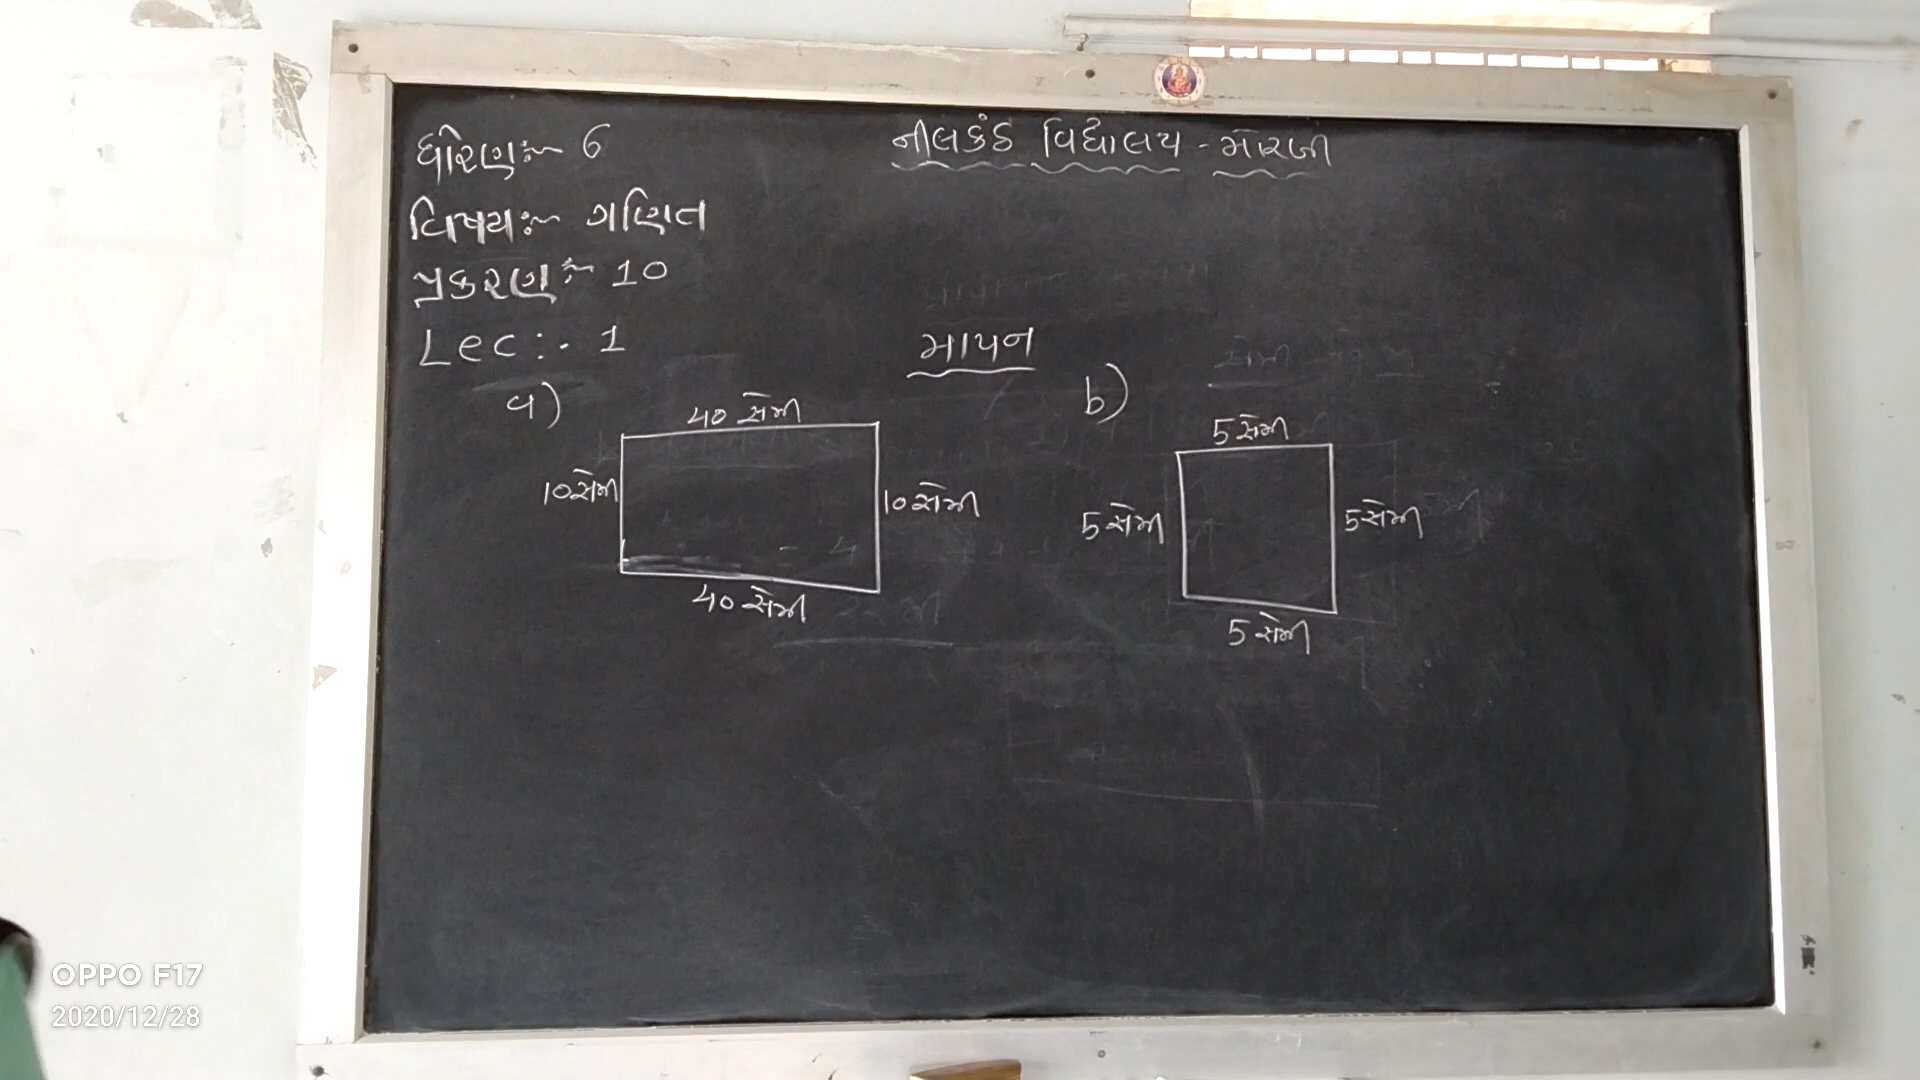 ધોરણ:- 6
નીલકંઠ વિદ્યાલય - મોરબી
વિષય:- ગણિત
પ્રકરણ:- 10
Lec:- 1
માપન
a)
40 સેમી
10 સેમી
10 સેમી
40 સેમી
b)
5 સેમી
5 સેમી
5 સેમી
5 સેમી
OPPO F17
2020/12/28